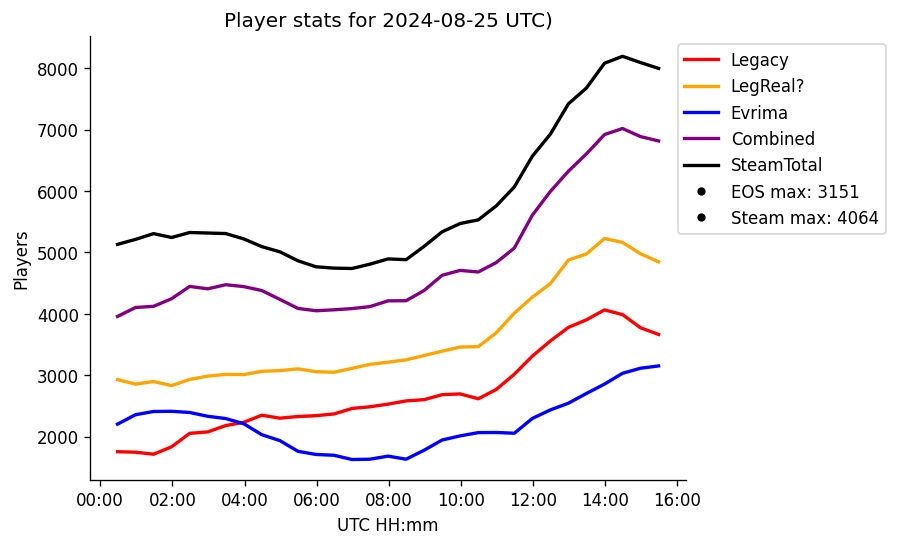 Player stats for 2024-08-25 UTC)
Players
8000
7000
6000
5000
4000
3000
2000
00:00 02:00 04:00 06:00 08:00 10:00 12:00 14:00 16:00
UTC HH:mm
Legacy
LegReal?
Evrima
Combined
SteamTotal
EOS max: 3151
Steam max: 4064